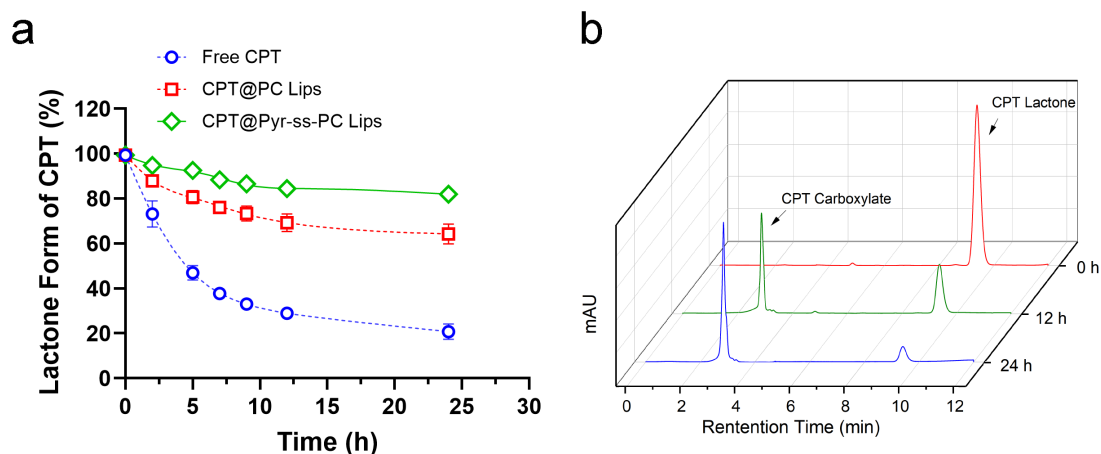 a
Free CPT
CPT@PC Lips
CPT@Pyr-ss-PC Lips
Lactone Form of CPT (%)
120
100
80
60
40
20
0
0 5 10 15 20 25 30
Time (h)
b
CPT Lactone
CPT Carboxylate
mAU
0 h
12 h
24 h
0 2 4 6 8 10 12
Rentention Time (min)